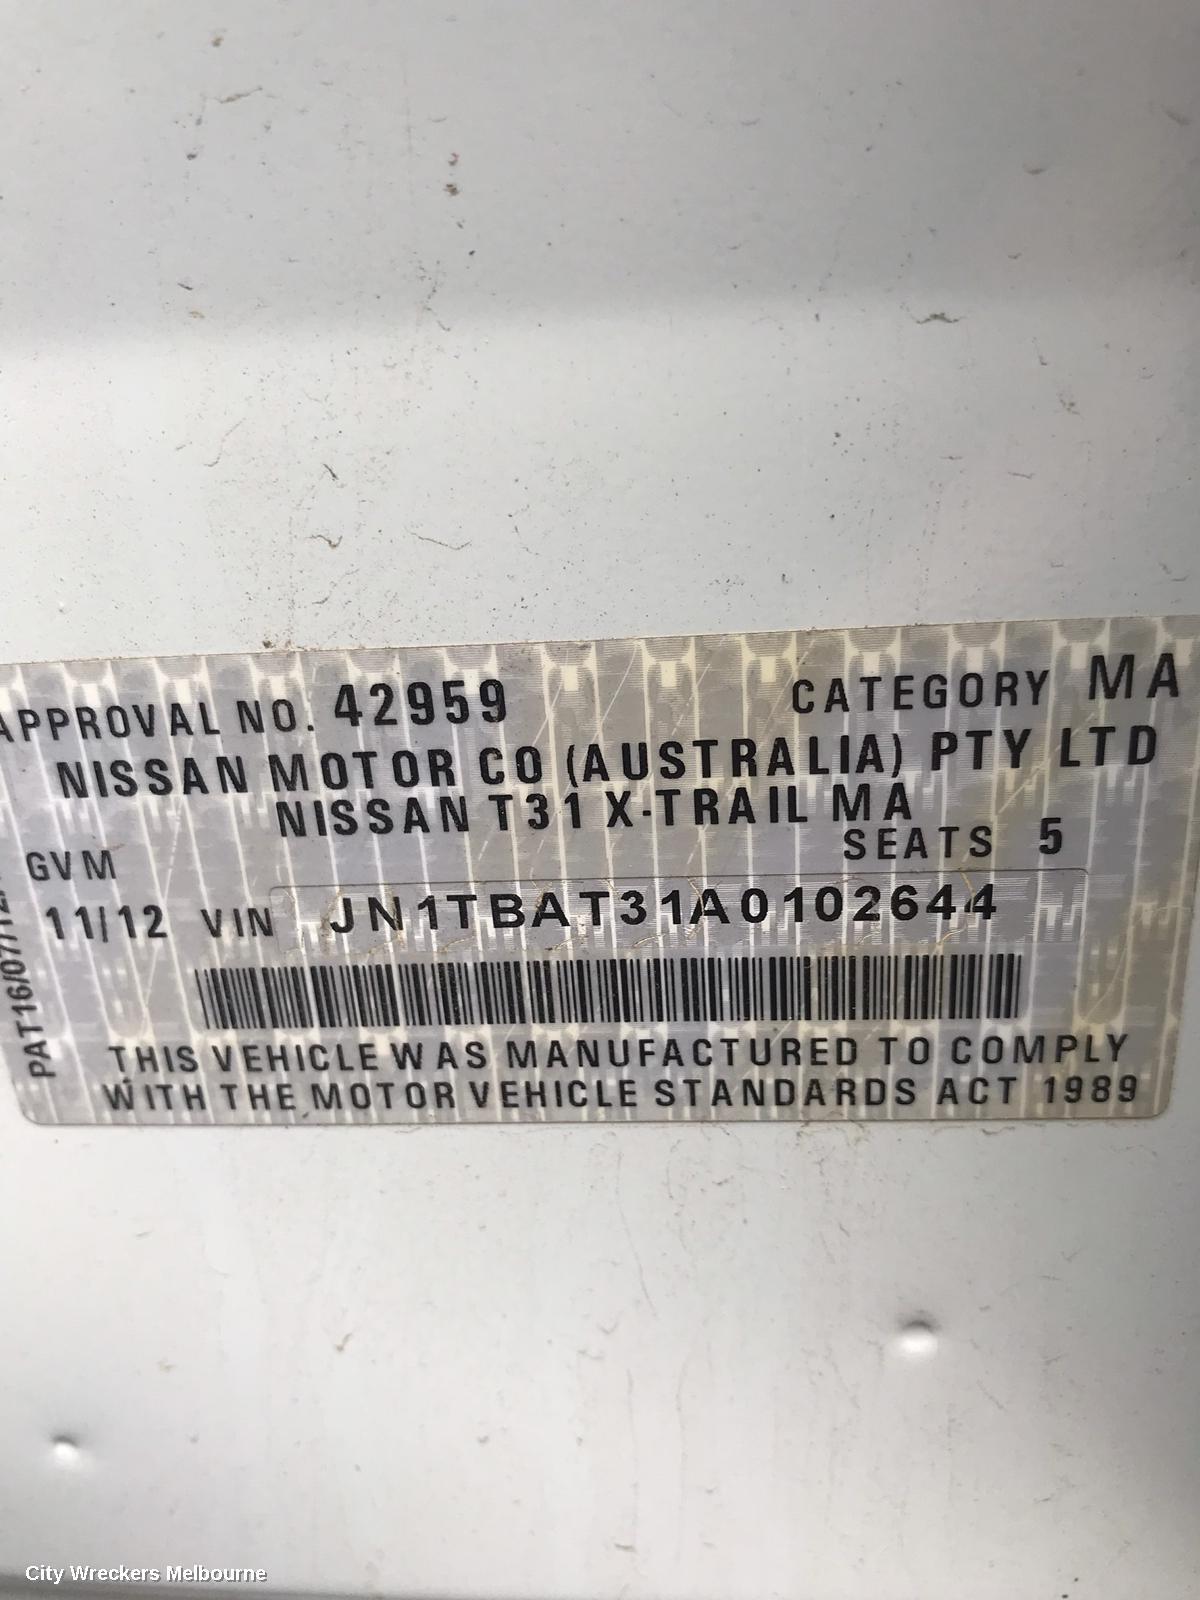 APPROVAL NO. 42959 CATEGORY MA
NISSAN MOTOR CO (AUSTRALIA) PTY LTD
NISSAN T31 X-TRAIL MA
SEATS 5
GVM
11/12 VIN JN1TBAT31A0102644
THIS VEHICLE WAS MANUFACTURED TO COMPLY
WITH THE MOTOR VEHICLE STANDARDS ACT 1989
City Wreckers Melbourne